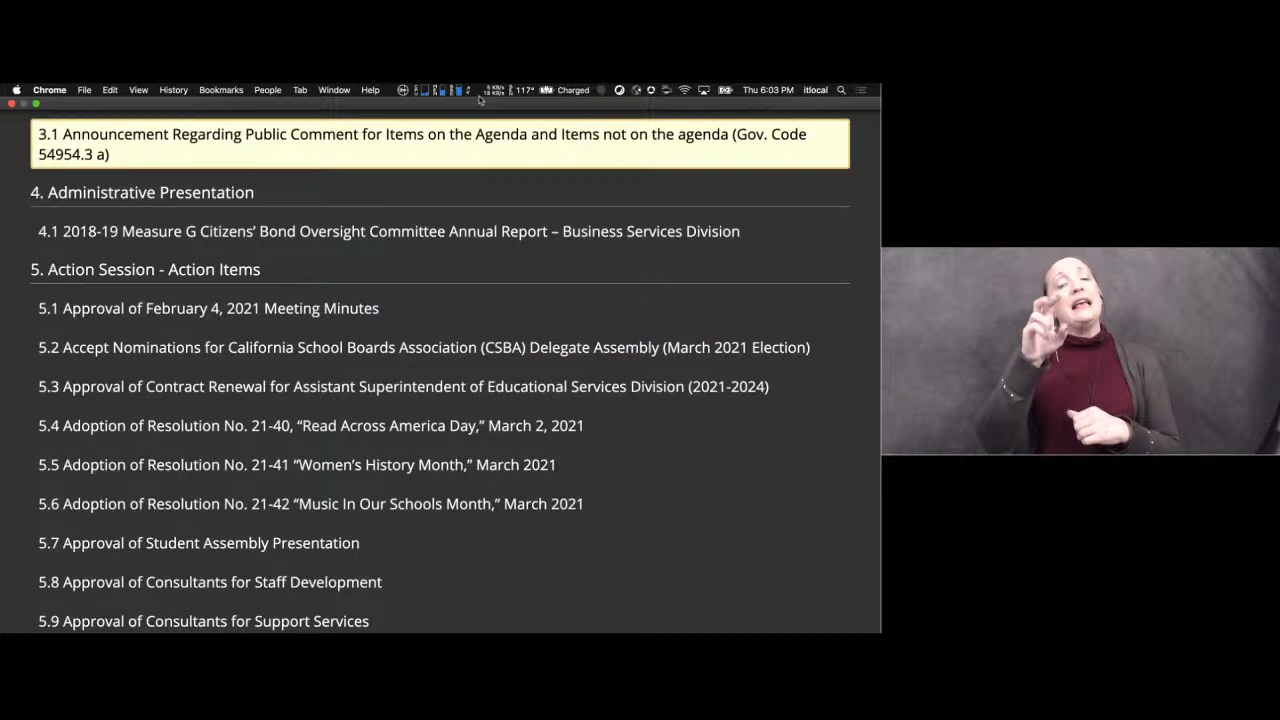 Chrome File Edit View History Bookmarks People Tab Window Help 117° Charged Thu 6:03 PM itlocal
3.1 Announcement Regarding Public Comment for Items on the Agenda and Items not on the agenda (Gov. Code
54954.3 a)
4. Administrative Presentation
4.1 2018-19 Measure G Citizens’ Bond Oversight Committee Annual Report – Business Services Division
5. Action Session - Action Items
5.1 Approval of February 4, 2021 Meeting Minutes
5.2 Accept Nominations for California School Boards Association (CSBA) Delegate Assembly (March 2021 Election)
5.3 Approval of Contract Renewal for Assistant Superintendent of Educational Services Division (2021-2024)
5.4 Adoption of Resolution No. 21-40, “Read Across America Day,” March 2, 2021
5.5 Adoption of Resolution No. 21-41 “Women’s History Month,” March 2021
5.6 Adoption of Resolution No. 21-42 “Music In Our Schools Month,” March 2021
5.7 Approval of Student Assembly Presentation
5.8 Approval of Consultants for Staff Development
5.9 Approval of Consultants for Support Services